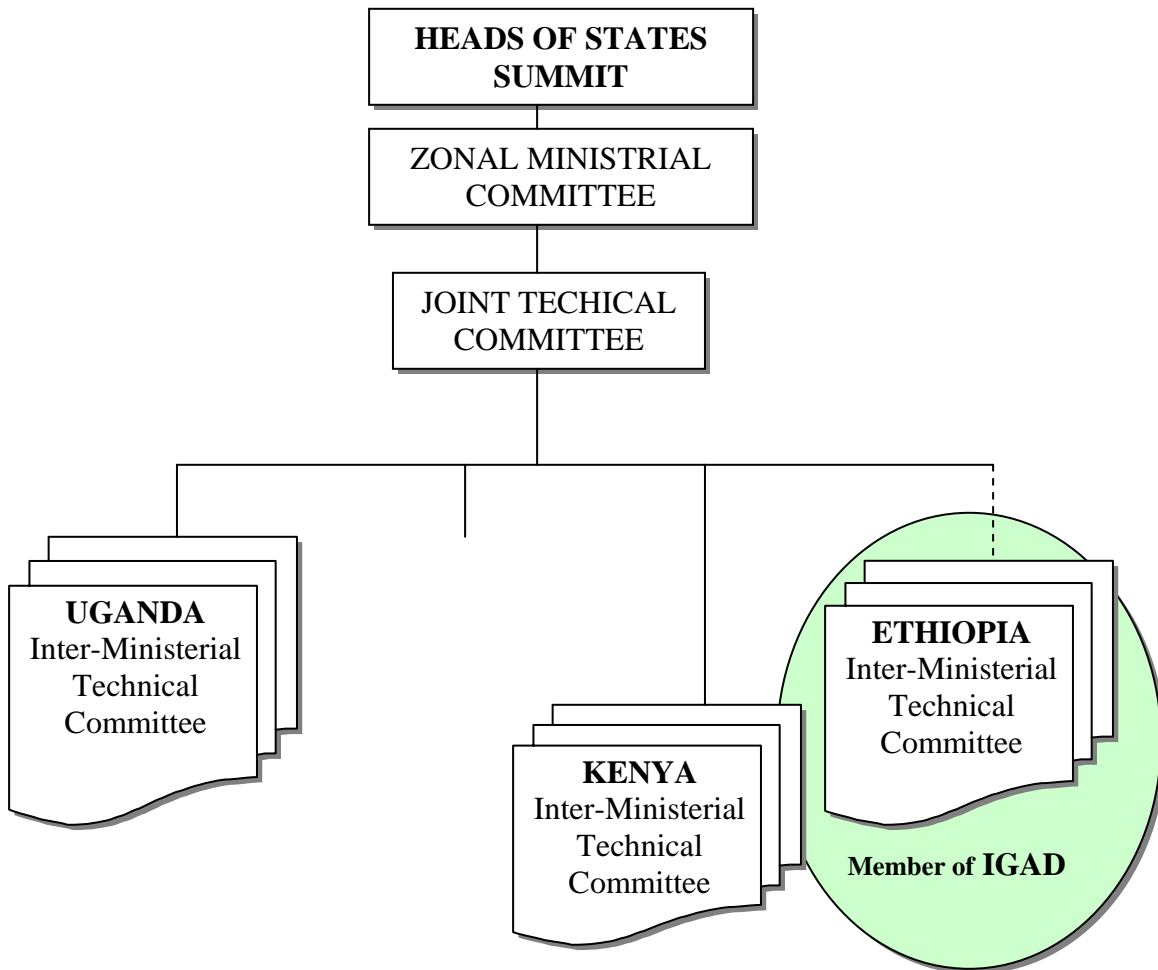 HEADS OF STATES
SUMMIT
ZONAL MINISTRIAL
COMMITTEE
JOINT TECHICAL
COMMITTEE
UGANDA
Inter-Ministerial
Technical
Committee
KENYA
Inter-Ministerial
Technical
Committee
ETHIOPIA
Inter-Ministerial
Technical
Committee
Member of IGAD